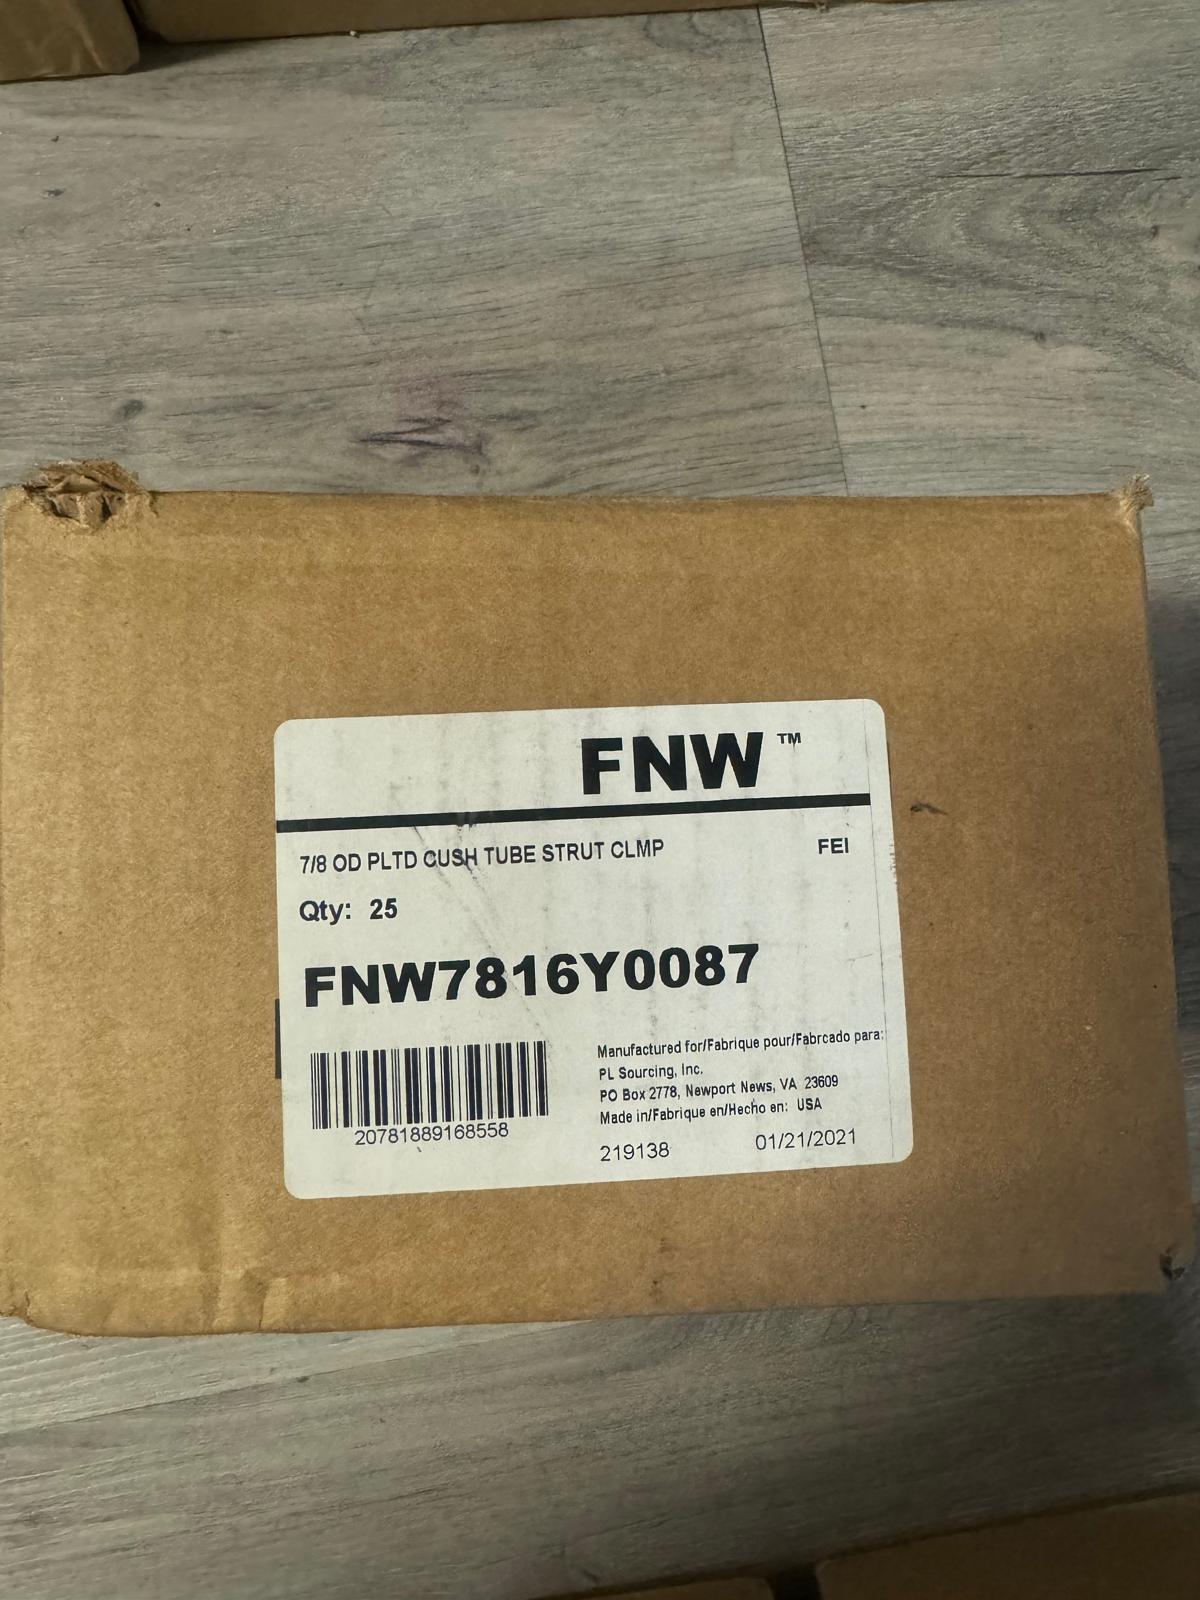 FNW™
7/8 OD PLTD CUSH TUBE STRUT CLMP FEI
Qty: 25
FNW7816Y0087
20781889168558
Manufactured for/Fabrique pour/Fabrcado para:
PL Sourcing, Inc.
PO Box 2778, Newport News, VA 23609
Made in/Fabrique en/Hecho en: USA
219138 01/21/2021